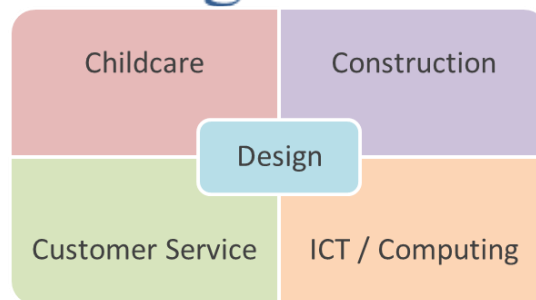 Childcare
Construction
Design
Customer Service
ICT / Computing